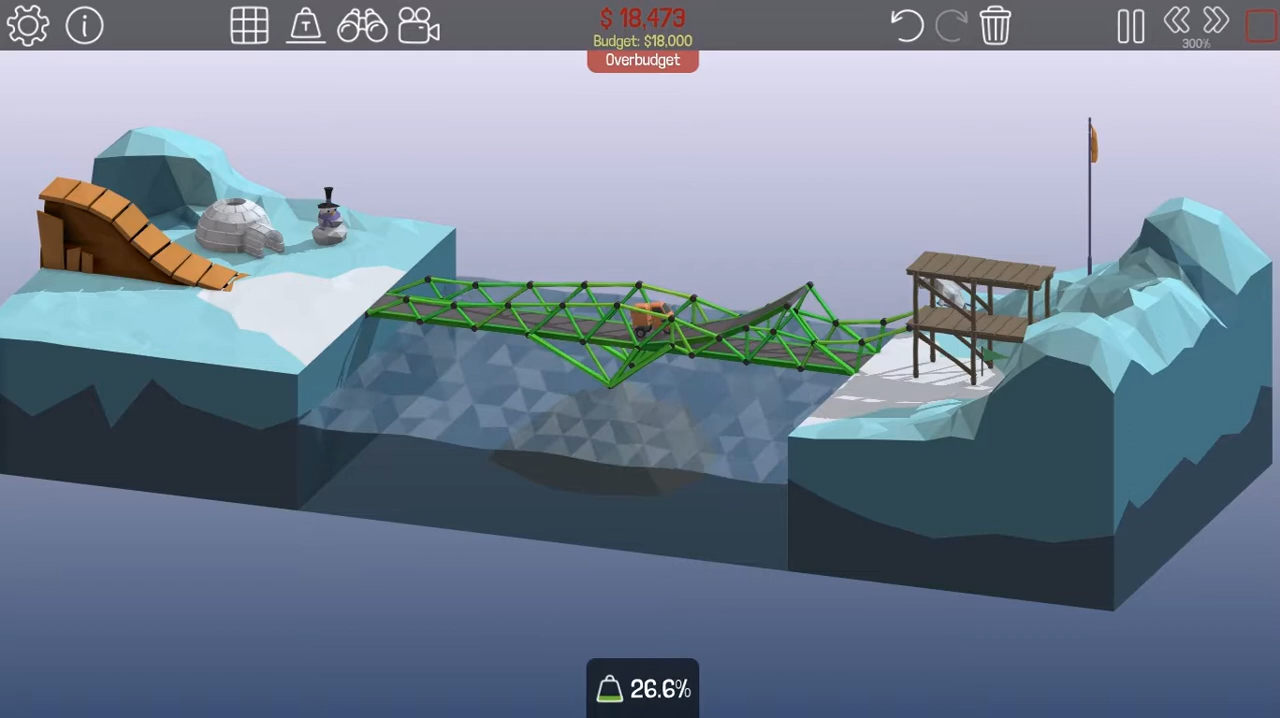 $ 18,473
Budget: $18,000
Overbudget
T
300%
26.6%